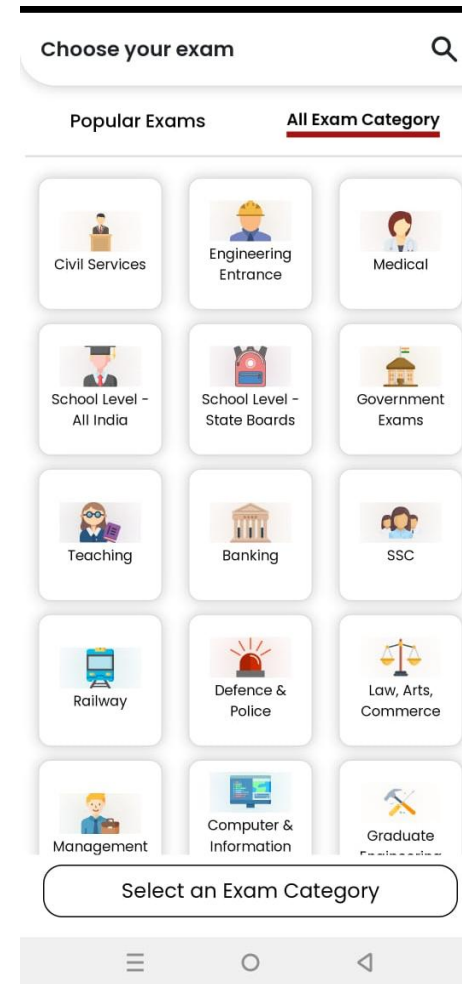 Choose your exam
Popular Exams
All Exam Category
Civil Services
Engineering
Entrance
Medical
School Level -
All India
School Level -
State Boards
Government
Exams
Teaching
Banking
SSC
Railway
Defence &
Police
Law, Arts,
Commerce
Management
Computer &
Information
Graduate
Select an Exam Category